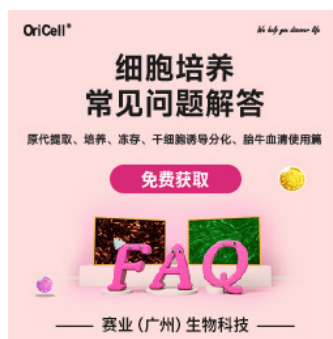 OriCell®
We help you discover life
细胞培养
常见问题解答
原代提取、培养、冻存、干细胞诱导分化、胎牛血清使用篇
免费获取
FAQ
赛业(广州)生物科技